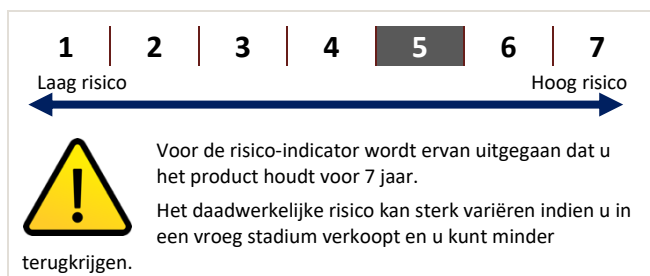 1 2 3 4 5 6 7
Laag risico Hoog risico
Voor de risico-indicator wordt ervan uitgegaan dat u
het product houdt voor 7 jaar.
Het daadwerkelijke risico kan sterk variëren indien u in
een vroeg stadium verkoopt en u kunt minder
terugkrijgen.